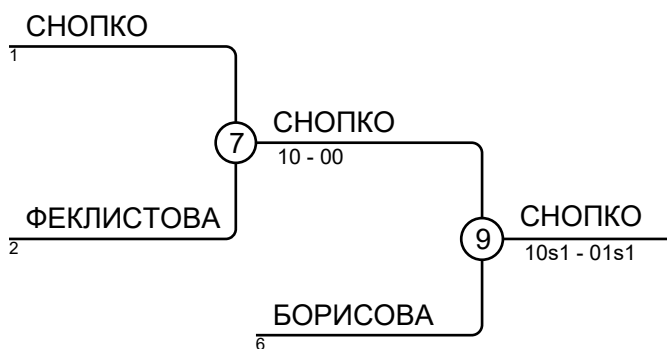 СНОПКО
1
7
СНОПКО
10 - 00
ФЕКЛИСТОВА
2
9
СНОПКО
10s1 - 01s1
БОРИСОВА
6